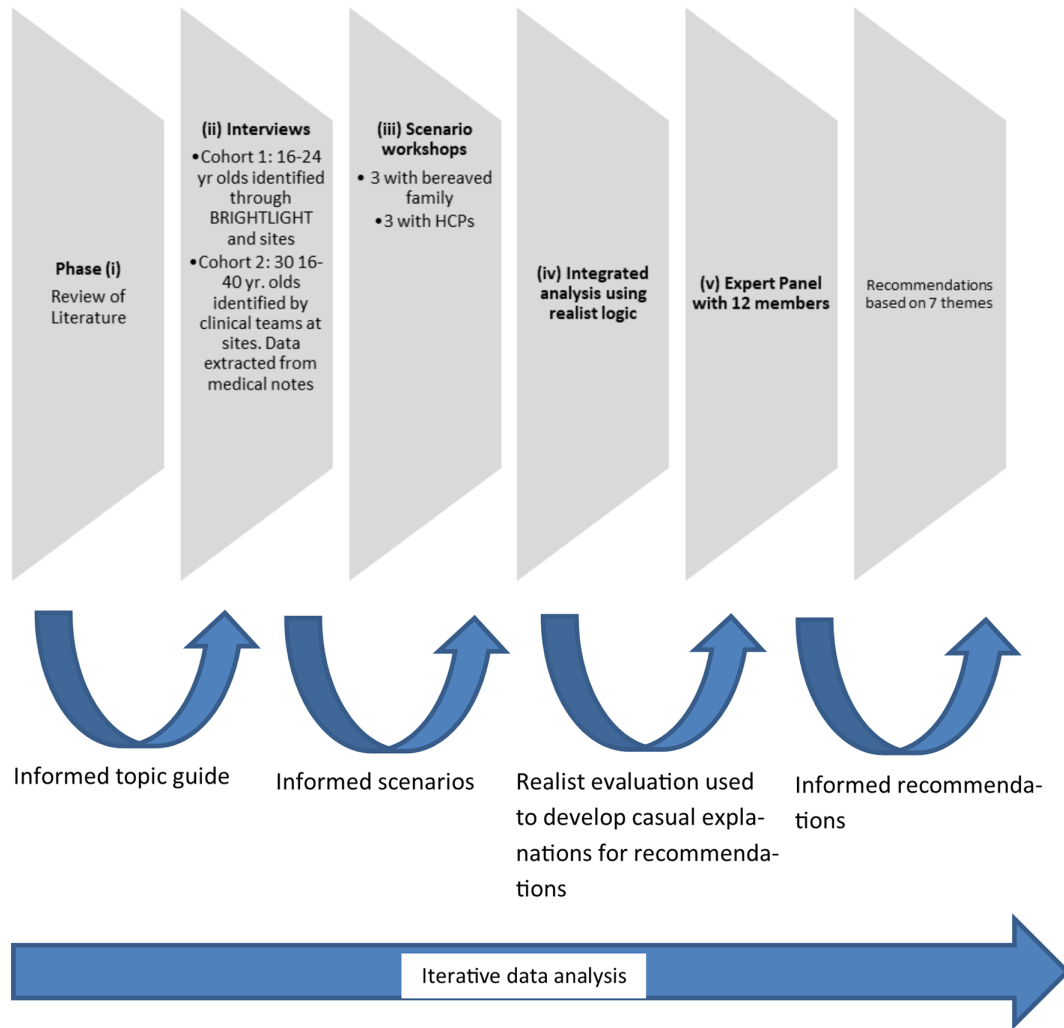 Phase (i)
Review of
Literature
(ii) Interviews
•Cohort 1: 16-24
yr olds identified
through
BRIGHTLIGHT
and sites
•Cohort 2: 30 16-
40 yr. olds
identified by
clinical teams at
sites. Data
extracted from
medical notes
(iii) Scenario
workshops
• 3 with bereaved
family
•3 with HCPs
(iv) Integrated
analysis using
realist logic
(v) Expert Panel
with 12 members
Recommendations
based on 7 themes
Informed topic guide
Informed scenarios
Realist evaluation used
to develop casual expla-
nations for recommenda-
tions
Informed recommenda-
tions
Iterative data analysis